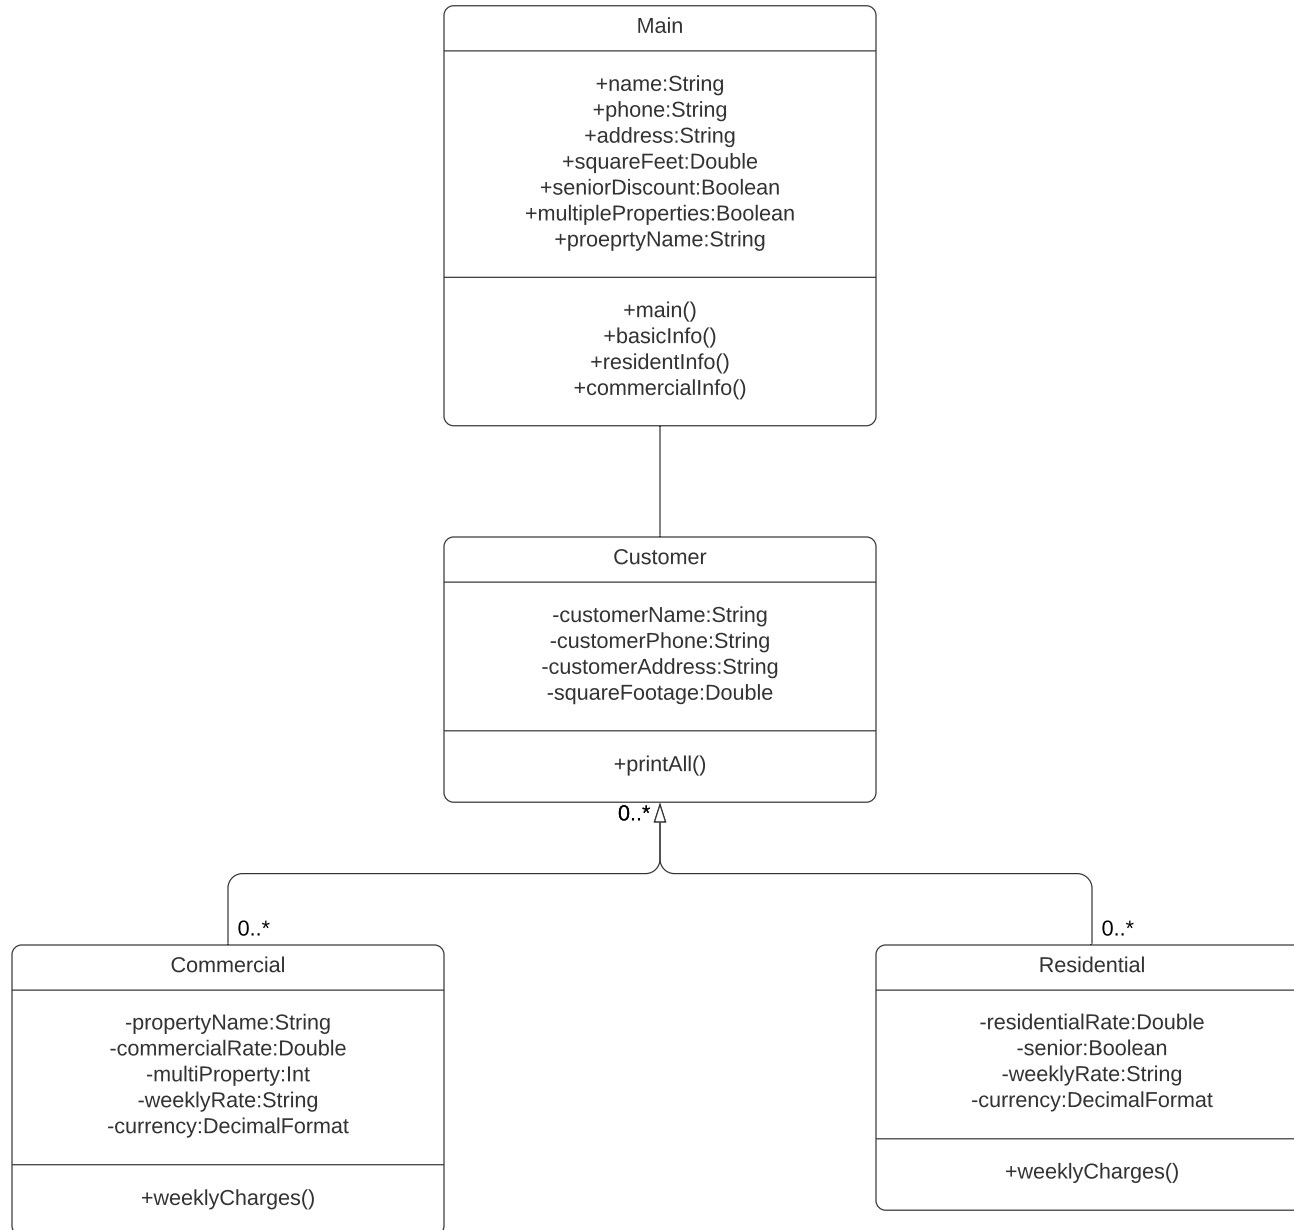 Main
+name:String
+phone:String
+address:String
+squareFeet:Double
+seniorDiscount:Boolean
+multipleProperties:Boolean
+proeprtyName:String
+main()
+basicInfo()
+residentInfo()
+commercialInfo()
Customer
-customerName:String
-customerPhone:String
-customerAddress:String
-squareFootage:Double
+printAll()
0..*
0..*
0..*
Commercial
-propertyName:String
-commercialRate:Double
-multiProperty:Int
-weeklyRate:String
-currency:DecimalFormat
+weeklyCharges()
Residential
-residentialRate:Double
-senior:Boolean
-weeklyRate:String
-currency:DecimalFormat
+weeklyCharges()